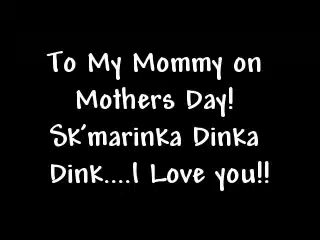 To My Mommy on
Mothers Day!
Sk'marinka Dinka
Dink....I Love you!!